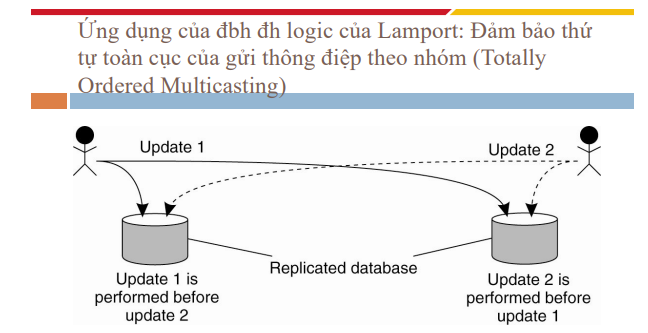 Ứng dụng của đbh đh logic của Lamport: Đảm bảo thứ
tự toàn cục của gửi thông điệp theo nhóm (Totally
Ordered Multicasting)
Update 1
Update 2
Replicated database
Update 1 is
performed before
update 2
Update 2 is
performed before
update 1